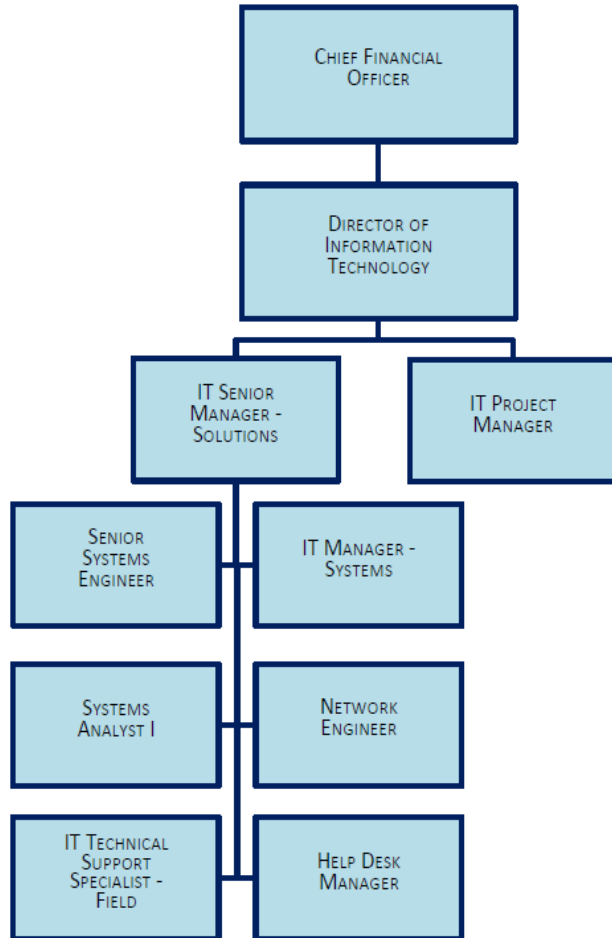 Chief Financial
Officer
Director of
Information
Technology
IT Senior
Manager -
Solutions
IT Project
Manager
Senior
Systems
Engineer
IT Manager -
Systems
Systems
Analyst I
Network
Engineer
IT Technical
Support
Specialist -
Field
Help Desk
Manager